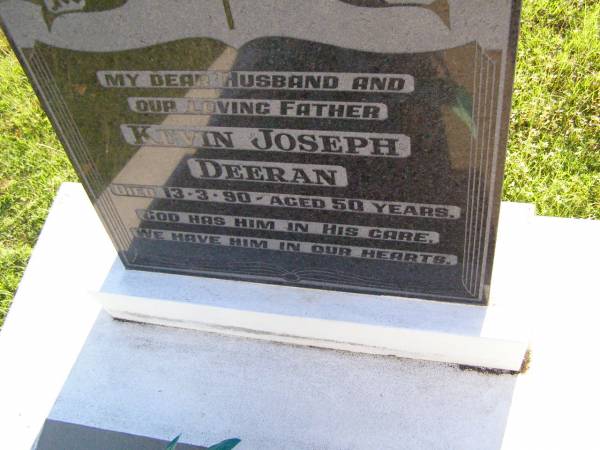 My dear Husband and
our loving Father
Kevin Joseph
Deeran
Died 13·3·90 - aged 50 years.
God has him in His care,
We have him in our hearts.